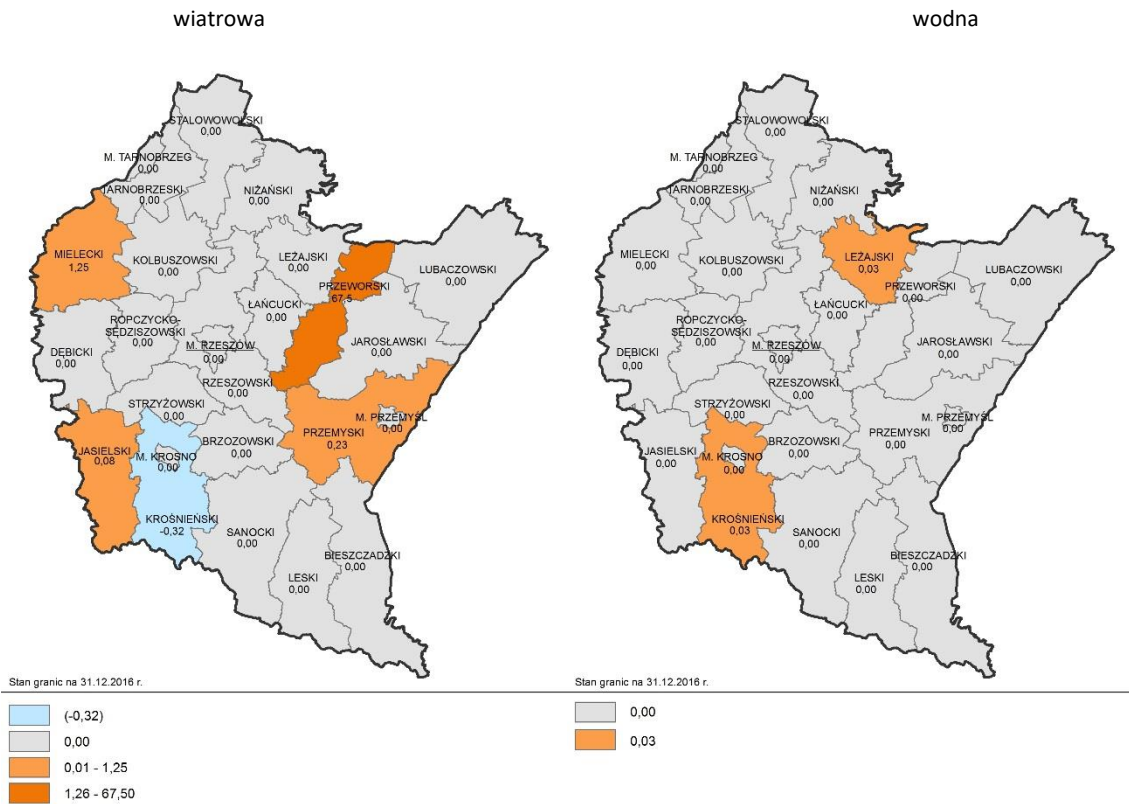 wiatrowa
wodna
STALOWOWOLSKI
0,00
M. TARNOBRZEG
0,00
TARNOBRZESKI
0,00
NIŻAŃSKI
0,00
MIELECKI
1,25
KOLBUSZOWSKI
0,00
LEŻAJSKI
0,00
LUBACZOWSKI
0,00
PRZEWORSKI
67,5
ŁAŃCUCKI
0,00
ROPCZYCKO-
SĘDZISZOWSKI
0,00
M. RZESZÓW
0,00
JAROSŁAWSKI
0,00
DĘBICKI
0,00
RZESZOWSKI
0,00
STRZYŻOWSKI
0,00
M. PRZEMYŚL
0,00
PRZEMYSKI
0,23
BRZOZOWSKI
0,00
JASIELSKI
0,08
M. KROSNO
0,00
KROŚNIEŃSKI
-0,32
SANOCKI
0,00
BIESZCZADZKI
0,00
LESKI
0,00
Stan granic na 31.12.2016 r.
(-0,32)
0,00
0,01 - 1,25
1,26 - 67,50
STALOWOWOLSKI
0,00
M. TARNOBRZEG
0,00
TARNOBRZESKI
0,00
NIŻAŃSKI
0,00
MIELECKI
0,00
KOLBUSZOWSKI
0,00
LEŻAJSKI
0,03
LUBACZOWSKI
0,00
PRZEWORSKI
0,00
ŁAŃCUCKI
0,00
ROPCZYCKO-
SĘDZISZOWSKI
0,00
M. RZESZÓW
0,00
JAROSŁAWSKI
0,00
DĘBICKI
0,00
RZESZOWSKI
0,00
STRZYŻOWSKI
0,00
M. PRZEMYŚL
0,00
PRZEMYSKI
0,00
BRZOZOWSKI
0,00
JASIELSKI
0,00
M. KROSNO
0,00
KROŚNIEŃSKI
0,03
SANOCKI
0,00
BIESZCZADZKI
0,00
LESKI
0,00
Stan granic na 31.12.2016 r.
0,00
0,03